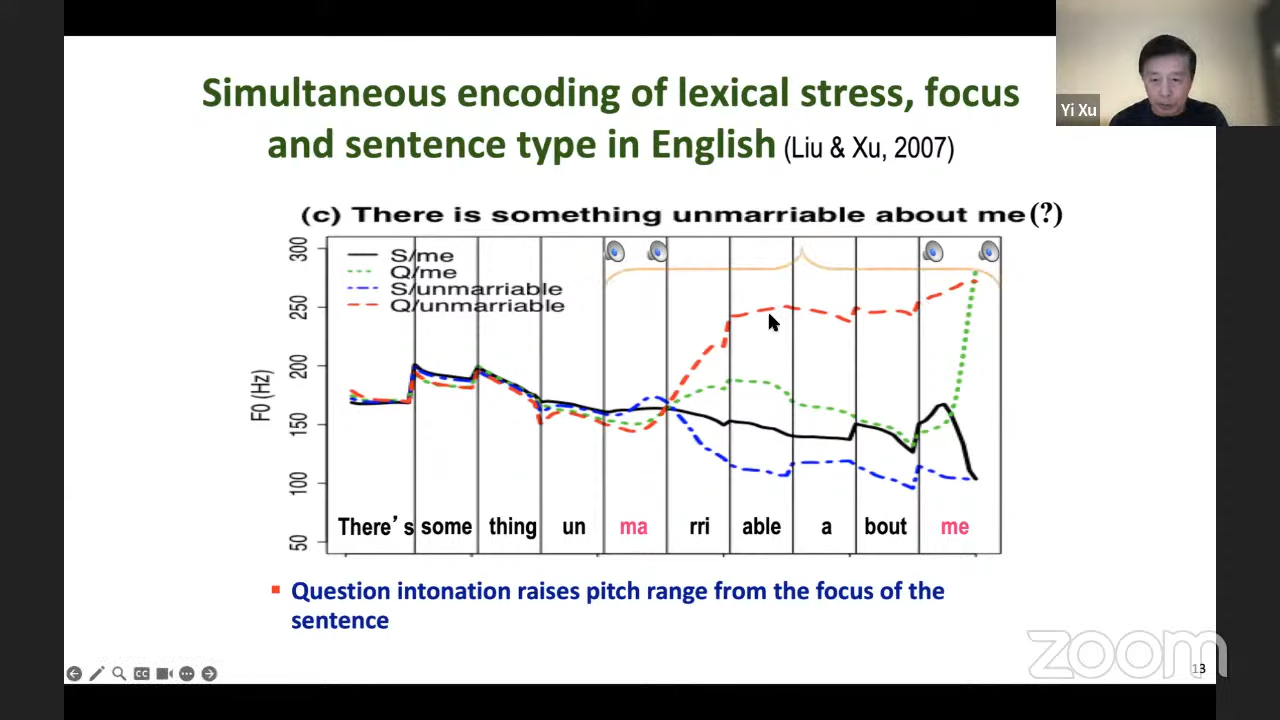 Simultaneous encoding of lexical stress, focus
and sentence type in English (Liu & Xu, 2007)
Yi Xu
(c) There is something unmarriable about me(?)
S/me
Q/me
S/unmarriable
Q/unmarriable
300
250
200
150
100
50
F0 (Hz)
There's some thing un ma rri able a bout me
▪ Question intonation raises pitch range from the focus of the
sentence
zoom
13
CC